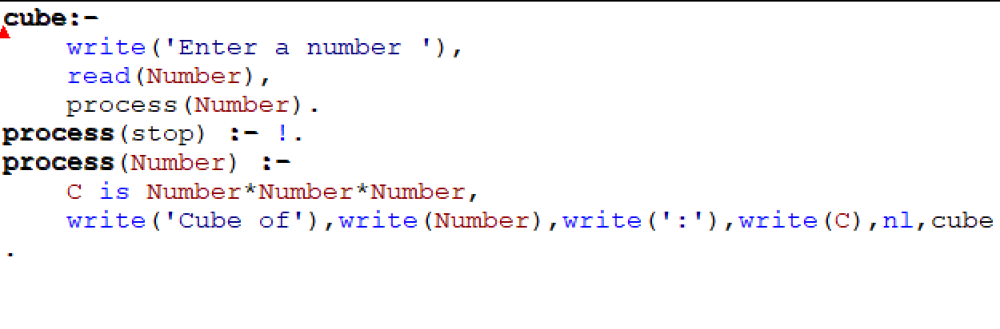 cube:-
    write('Enter a number '),
    read(Number),
    process(Number).
process(stop) :- !.
process(Number) :-
    C is Number*Number*Number,
    write('Cube of'),write(Number),write(':'),write(C),nl,cube
.